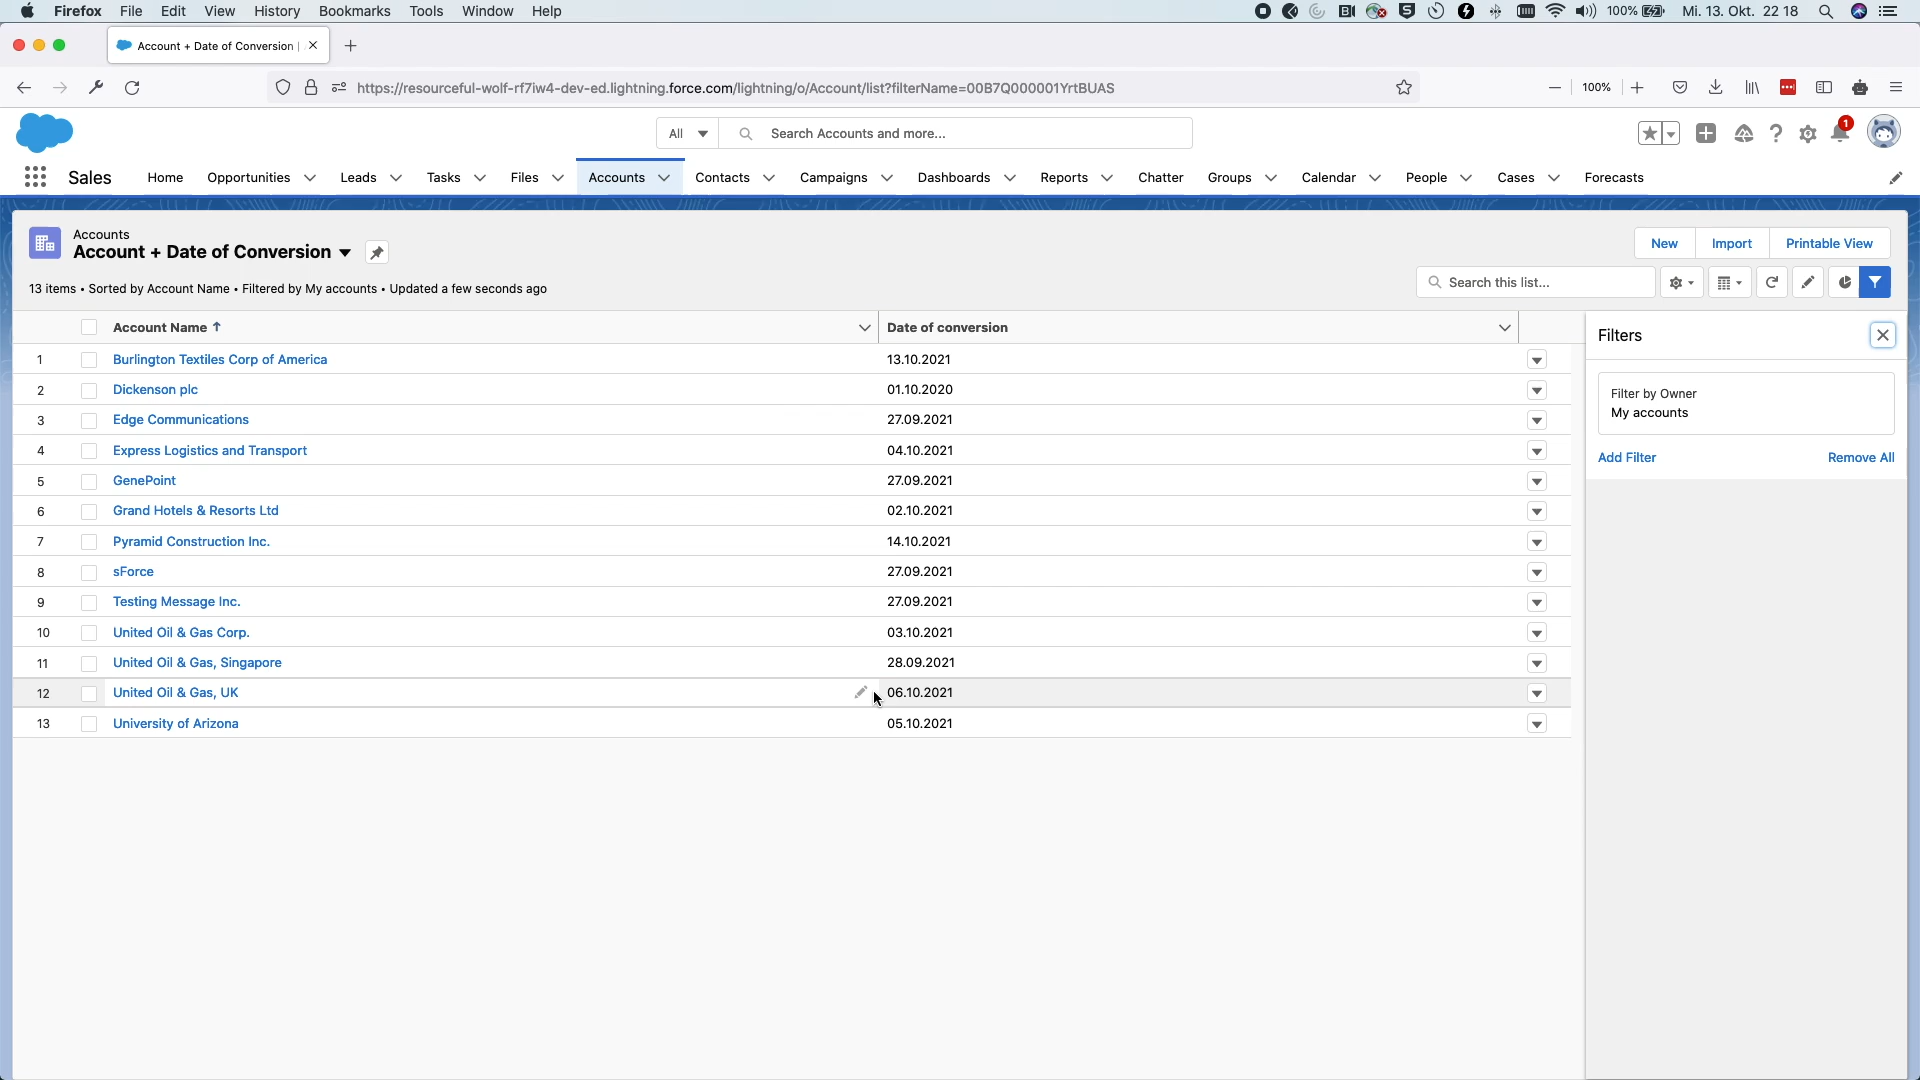 Firefox File Edit View History Bookmarks Tools Window Help 100% Mi. 13. Okt. 22 18
Account + Date of Conversion |
https://resourceful-wolf-rf7iw4-dev-ed.lightning.force.com/lightning/o/Account/list?filterName=00B7Q000001YrtBUAS 100%
All Search Accounts and more... 1
Sales Home Opportunities Leads Tasks Files Accounts Contacts Campaigns Dashboards Reports Chatter Groups Calendar People Cases Forecasts
Accounts
Account + Date of Conversion New Import Printable View
13 items • Sorted by Account Name • Filtered by My accounts • Updated a few seconds ago Search this list...
Account Name Date of conversion Filters
1 Burlington Textiles Corp of America 13.10.2021
2 Dickenson plc 01.10.2020
3 Edge Communications 27.09.2021
4 Express Logistics and Transport 04.10.2021
5 GenePoint 27.09.2021
6 Grand Hotels & Resorts Ltd 02.10.2021
7 Pyramid Construction Inc. 14.10.2021
8 sForce 27.09.2021
9 Testing Message Inc. 27.09.2021
10 United Oil & Gas Corp. 03.10.2021
11 United Oil & Gas, Singapore 28.09.2021
12 United Oil & Gas, UK 06.10.2021
13 University of Arizona 05.10.2021
Filter by Owner
My accounts
Add Filter Remove All